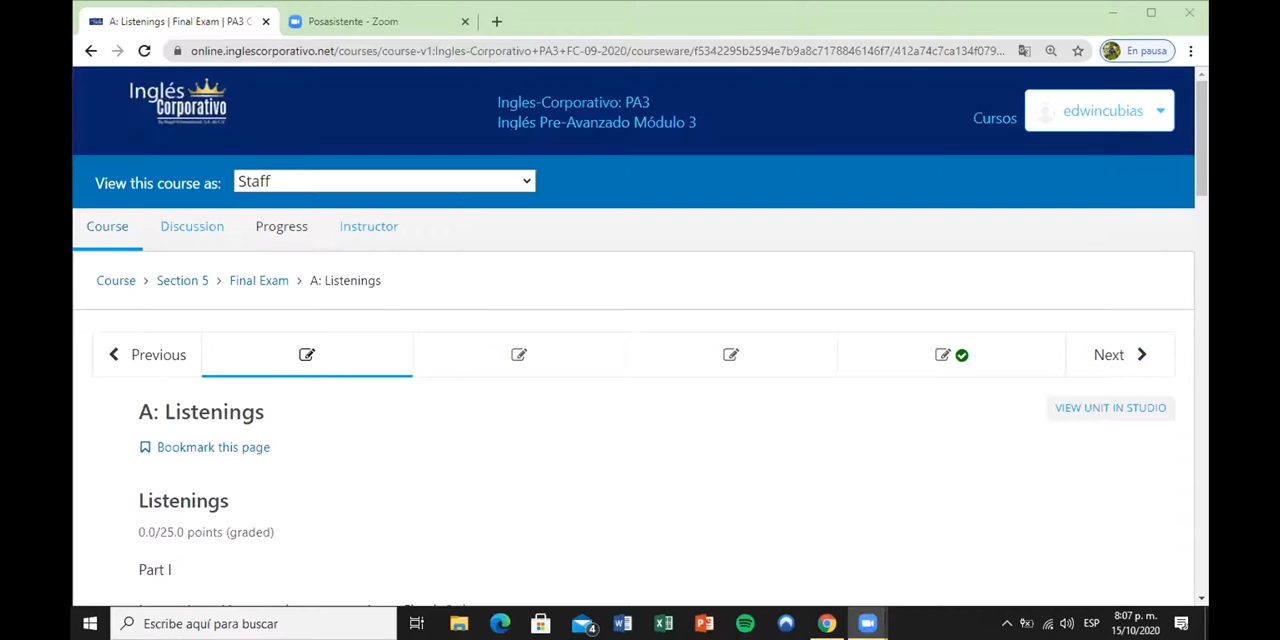 A: Listenings | Final Exam | PA3 C
Posasistente - Zoom
online.inglescorporativo.net/courses/course-v1:Ingles-Corporativo+PA3+FC-09-2020/courseware/f5342295b2594e7b9a8c7178846146f7/412a74c7ca134f079...
En pausa
Inglés
Corporativo
Ingles-Corporativo: PA3
Inglés Pre-Avanzado Módulo 3
Cursos
edwincubias
View this course as:
Staff
Course
Discussion
Progress
Instructor
Course > Section 5 > Final Exam > A: Listenings
Previous
Next
A: Listenings
VIEW UNIT IN STUDIO
Bookmark this page
Listenings
0.0/25.0 points (graded)
Part I
Escribe aquí para buscar
4
ESP
8:07 p. m.
15/10/2020